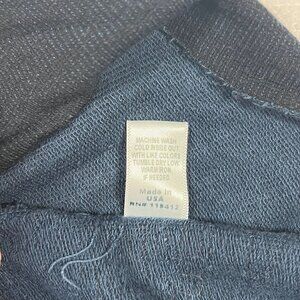 MACHINE WASH
COLD INSIDE OUT
WITH LIKE COLORS
TUMBLE DRY LOW
WARM IRON
IF NEEDED
Made in
USA
RN#